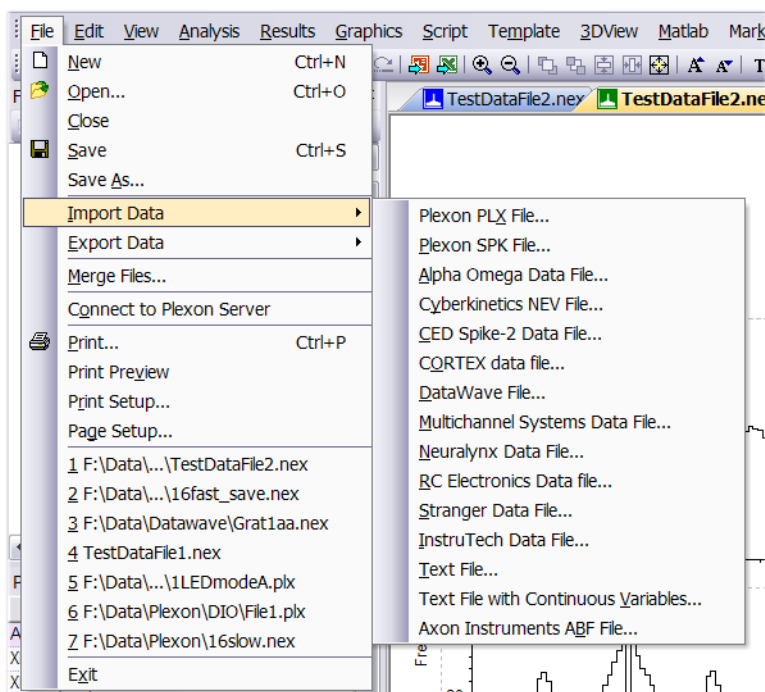 File Edit View Analysis Results Graphics Script Template 3DView Matlab Mark
New Ctrl+N
Open... Ctrl+O
Close
Save Ctrl+S
Save As...
Import Data
Export Data
Merge Files...
Connect to Plexon Server
Print... Ctrl+P
Print Preview
Print Setup...
Page Setup...
1 F:\Data\...\TestDataFile2.nex
2 F:\Data\...\16fast_save.nex
3 F:\Data\Datawave\Grat1aa.nex
4 TestDataFile1.nex
5 F:\Data\...\1LEDmodeA.plx
6 F:\Data\Plexon\DIO\File1.plx
7 F:\Data\Plexon\16slow.nex
Exit
TestDataFile2.nex TestDataFile2.ne
Plexon PLX File...
Plexon SPK File...
Alpha Omega Data File...
Cyberkinetics NEV File...
CED Spike-2 Data File...
CORTEX data file...
DataWave File...
Multichannel Systems Data File...
Neuralynx Data File...
RC Electronics Data file...
Stranger Data File...
InstruTech Data File...
Text File...
Text File with Continuous Variables...
Axon Instruments ABF File...
Fre